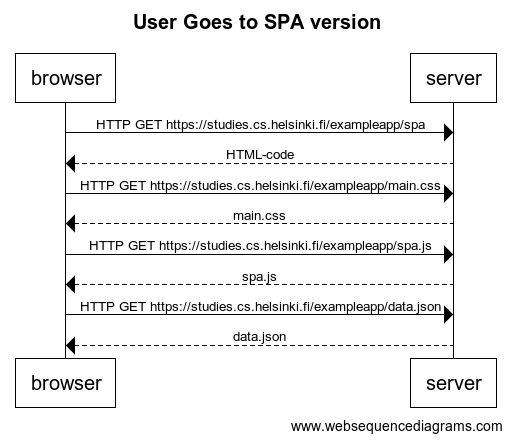 User Goes to SPA version
browser
server
HTTP GET https://studies.cs.helsinki.fi/exampleapp/spa
HTML-code
HTTP GET https://studies.cs.helsinki.fi/exampleapp/main.css
main.css
HTTP GET https://studies.cs.helsinki.fi/exampleapp/spa.js
spa.js
HTTP GET https://studies.cs.helsinki.fi/exampleapp/data.json
data.json
browser
server
www.websequencediagrams.com